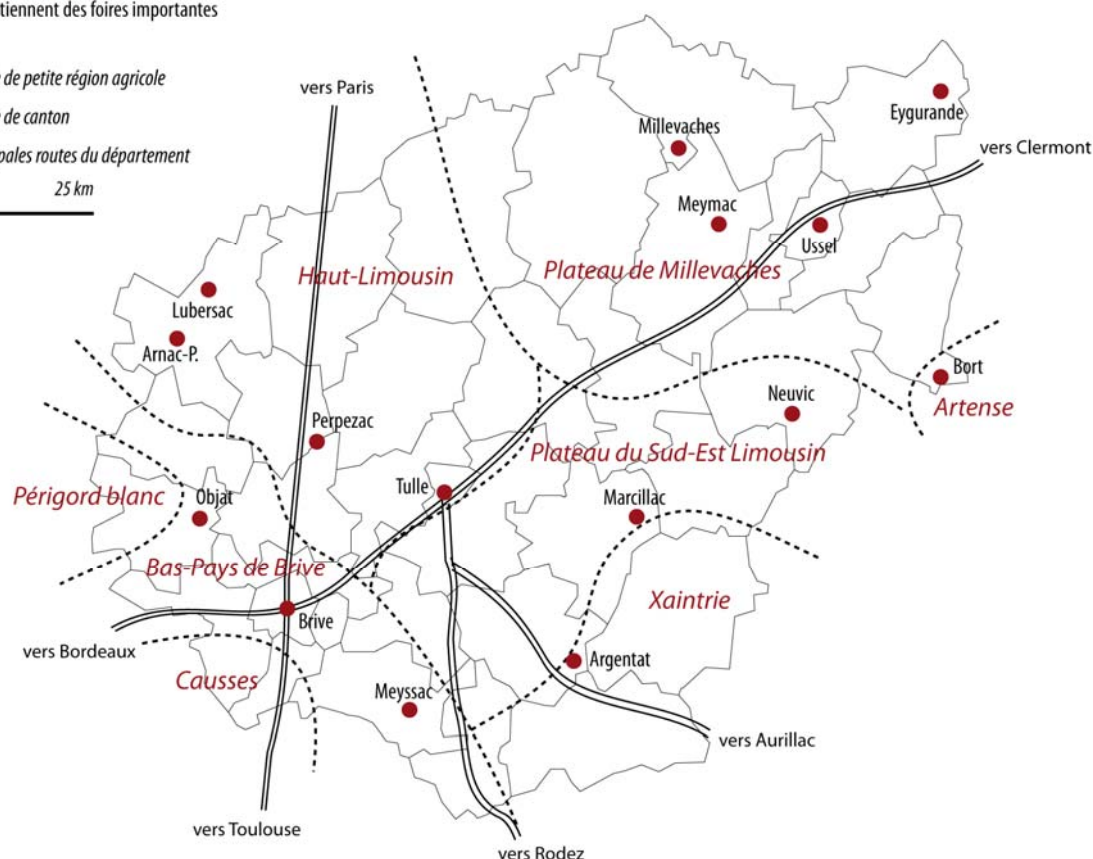 tiennent des foires importantes
de petite région agricole
de canton
pales routes du département
25 km
vers Paris
Eygurande
Millevaches
vers Clermont
Meymac
Ussel
Haut-Limousin
Plateau de Millevaches
Lubersac
Arnac-P.
Bort
Artense
Neuvic
Perpezac
Plateau du Sud-Est Limousin
Tulle
Marcillac
Périgord blanc
Objat
Bas-Pays de Brive
Xaintrie
Brive
vers Bordeaux
Argentat
Causses
Meyssac
vers Aurillac
vers Toulouse
vers Rodez